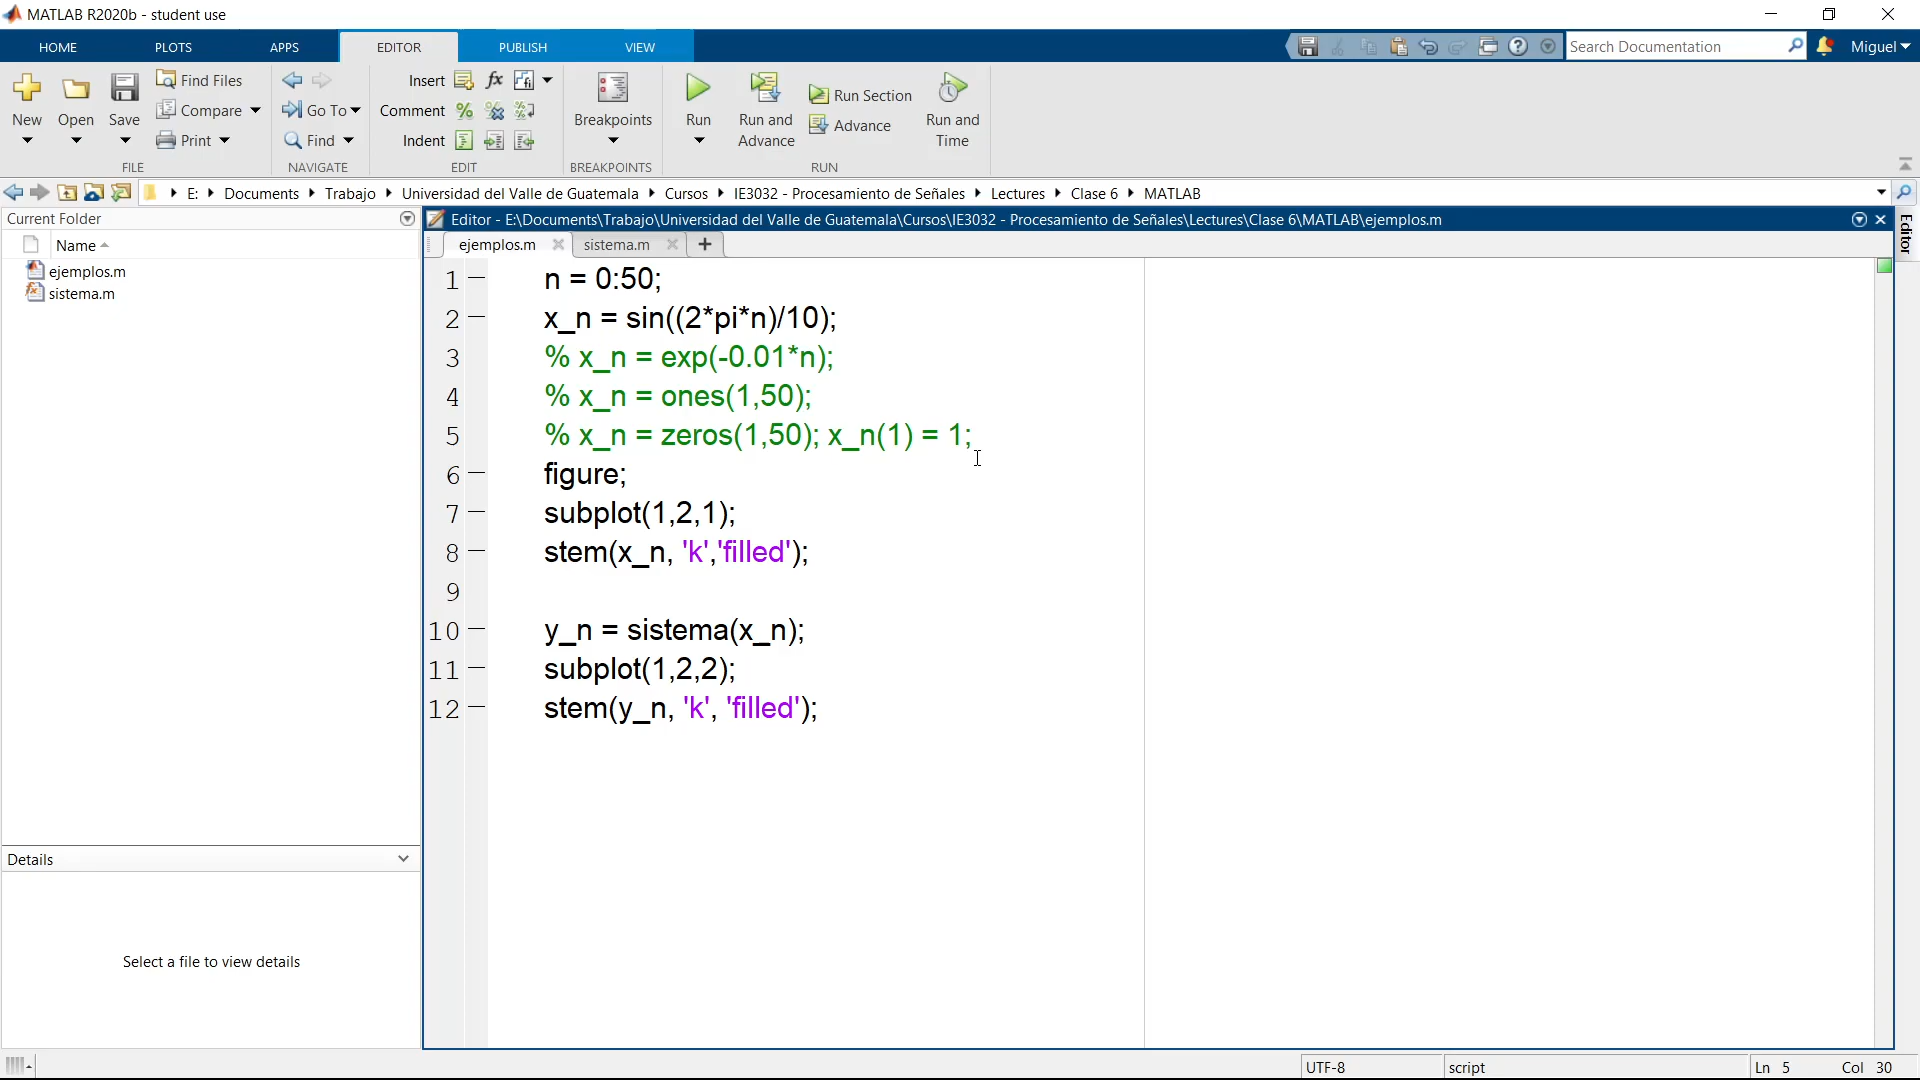 MATLAB R2020b - student use
HOME PLOTS APPS EDITOR PUBLISH VIEW
Search Documentation
Miguel
New Open Save
Find Files
Compare
Print
FILE
Go To
Find
NAVIGATE
Insert
Comment
Indent
fx
EDIT
Breakpoints
BREAKPOINTS
Run
Run and Advance
Run Section
Advance
Run and Time
RUN
E: Documents Trabajo Universidad del Valle de Guatemala Cursos IE3032 - Procesamiento de Señales Lectures Clase 6 MATLAB
Current Folder
Name
ejemplos.m
sistema.m
Details
Select a file to view details
Editor - E:\Documents\Trabajo\Universidad del Valle de Guatemala\Cursos\IE3032 - Procesamiento de Señales\Lectures\Clase 6\MATLAB\ejemplos.m
Editor
ejemplos.m sistema.m +
1 n = 0:50;
2 x_n = sin((2*pi*n)/10);
3 % x_n = exp(-0.01*n);
4 % x_n = ones(1,50);
5 % x_n = zeros(1,50); x_n(1) = 1;
6 figure;
7 subplot(1,2,1);
8 stem(x_n, 'k','filled');
9
10 y_n = sistema(x_n);
11 subplot(1,2,2);
12 stem(y_n, 'k', 'filled');
UTF-8 script Ln 5 Col 30